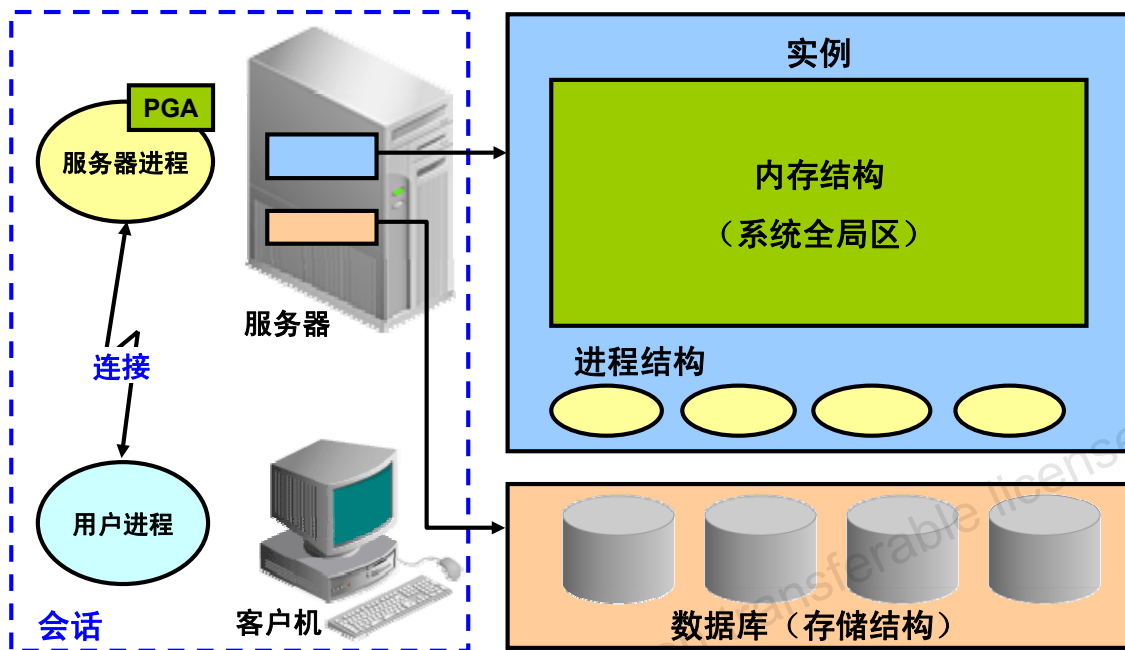 PGA
服务器进程
连接
用户进程
会话
服务器
客户机
实例
内存结构
（系统全局区）
进程结构
数据库（存储结构）
transferable license